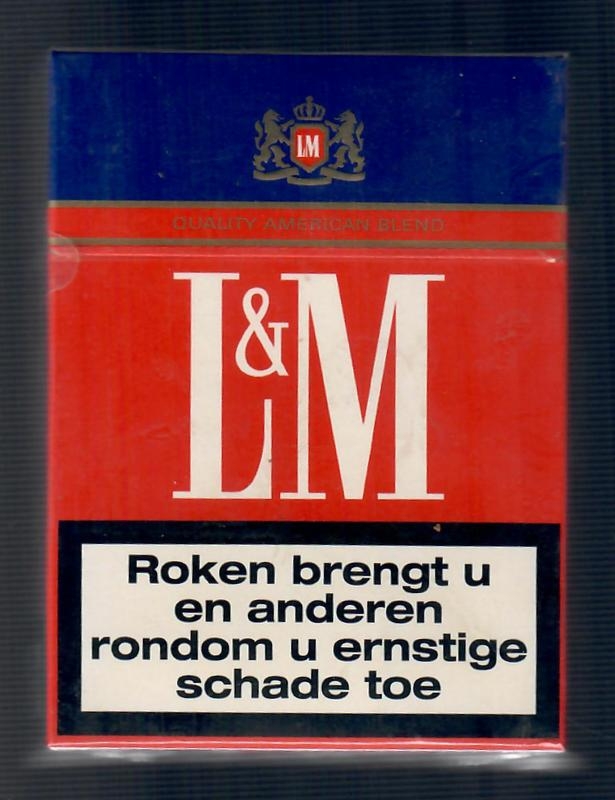 LM
QUALITY AMERICAN BLEND
L&M
Roken brengt u
en anderen
rondom u ernstige
schade toe